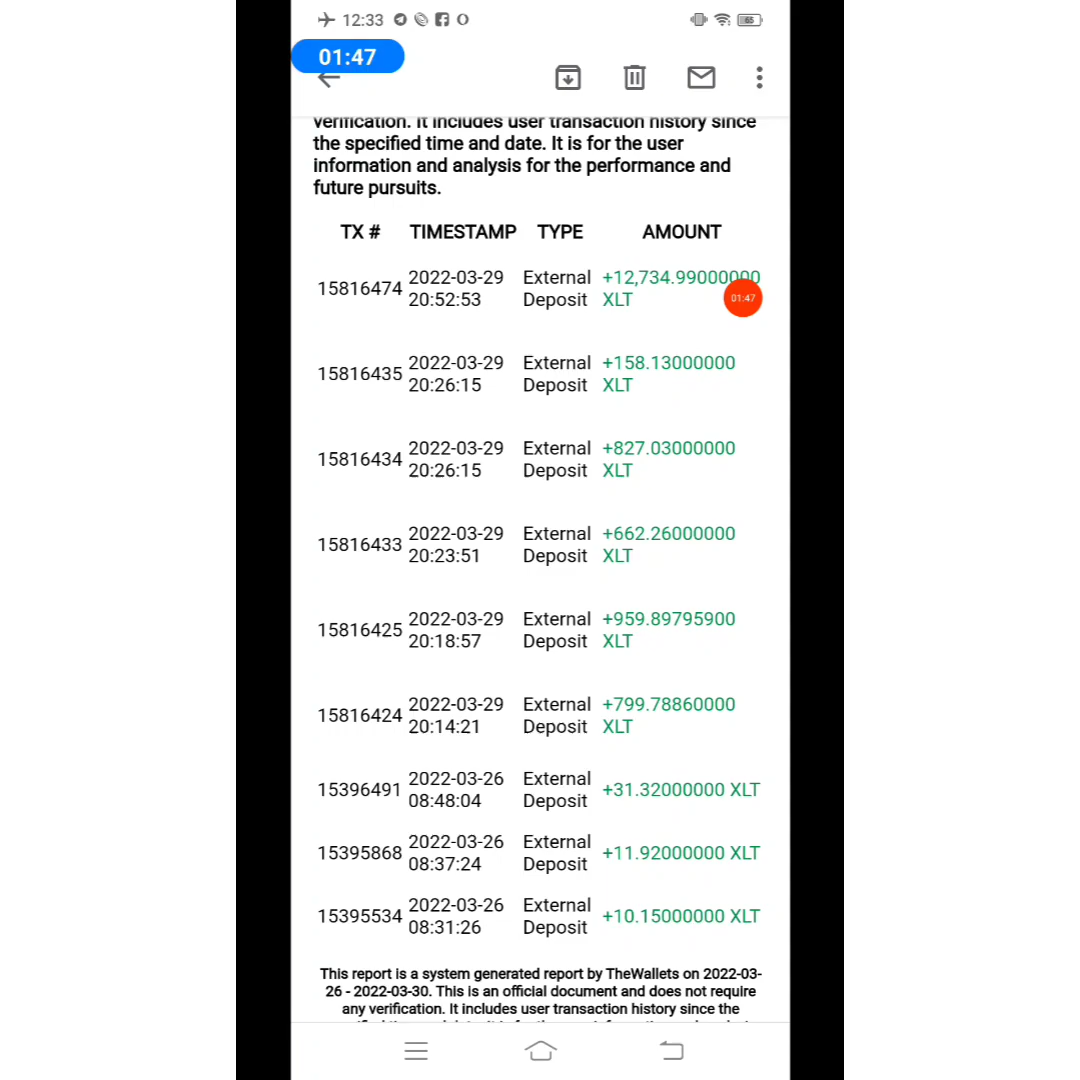 12:33
65
01:47
verification. It includes user transaction history since
the specified time and date. It is for the user
information and analysis for the performance and
future pursuits.
TX # TIMESTAMP TYPE AMOUNT
15816474 2022-03-29 20:52:53 External Deposit +12,734.99000000 XLT
01:47
15816435 2022-03-29 20:26:15 External Deposit +158.13000000 XLT
15816434 2022-03-29 20:26:15 External Deposit +827.03000000 XLT
15816433 2022-03-29 20:23:51 External Deposit +662.26000000 XLT
15816425 2022-03-29 20:18:57 External Deposit +959.89795900 XLT
15816424 2022-03-29 20:14:21 External Deposit +799.78860000 XLT
15396491 2022-03-26 08:48:04 External Deposit +31.32000000 XLT
15395868 2022-03-26 08:37:24 External Deposit +11.92000000 XLT
15395534 2022-03-26 08:31:26 External Deposit +10.15000000 XLT
This report is a system generated report by TheWallets on 2022-03-
26 - 2022-03-30. This is an official document and does not require
any verification. It includes user transaction history since the